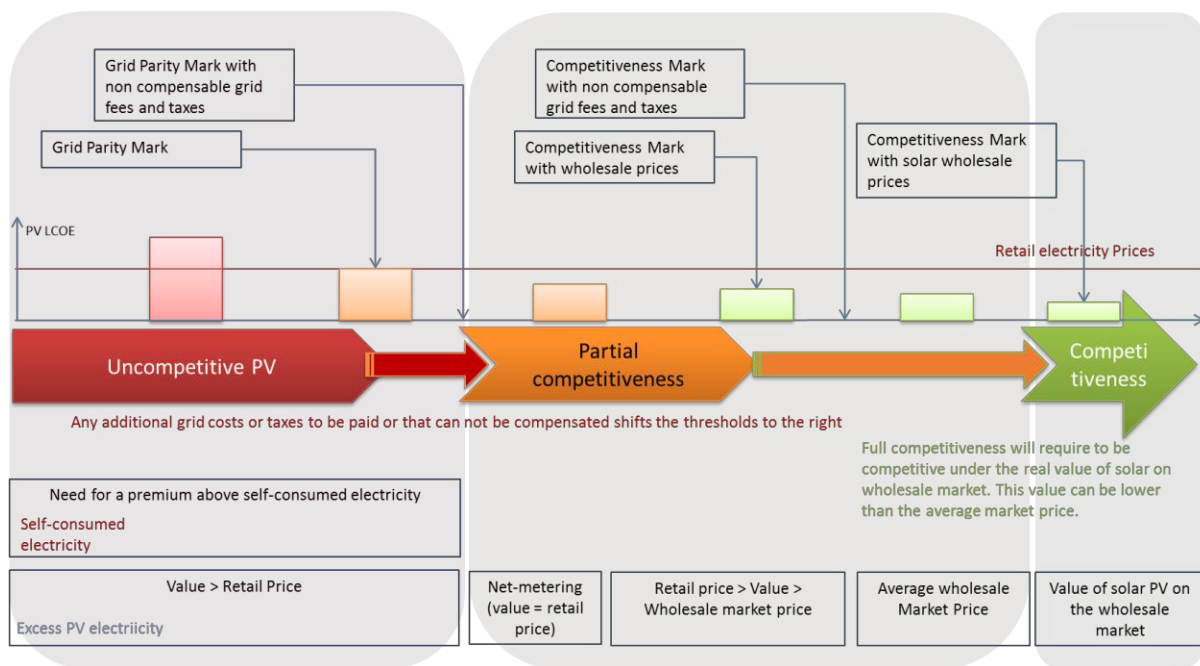 Grid Parity Mark with
non compensable grid
fees and taxes
Grid Parity Mark
Competitiveness Mark
with non compensable
grid fees and taxes
Competitiveness Mark
with wholesale prices
Competitiveness Mark
with solar wholesale
prices
PV LCOE
Retail electricity Prices
Uncompetitive PV
Partial
competitiveness
Competi
tiveness
Any additional grid costs or taxes to be paid or that can not be compensated shifts the thresholds to the right
Full competitiveness will require to be
competitive under the real value of solar on
wholesale market. This value can be lower
than the average market price.
Need for a premium above self-consumed electricity
Self-consumed
electricity
Value > Retail Price
Excess PV electriicity
Net-metering
(value = retail
price)
Retail price > Value >
Wholesale market price
Average wholesale
Market Price
Value of solar PV on
the wholesale
market